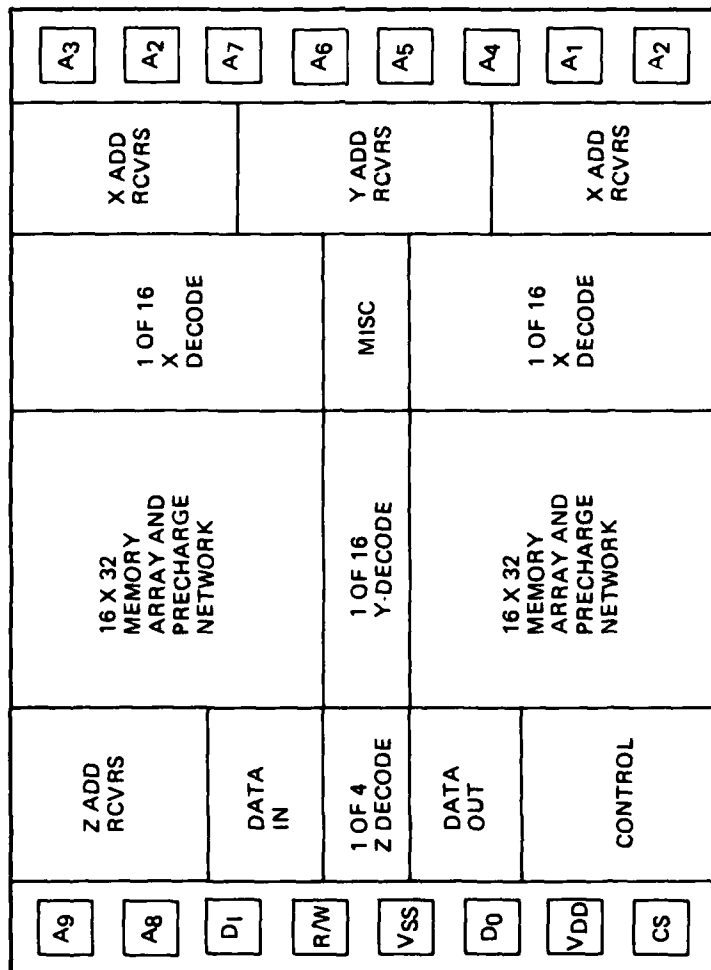 CS
VDD
D0
VSS
R/W
DI
A8
A9
CONTROL
DATA
OUT
1 OF 4
Z DECODE
DATA
IN
Z ADD
RCVRS
16 X 32
MEMORY
ARRAY AND
PRECHARGE
NETWORK
1 OF 16
Y-DECODE
16 X 32
MEMORY
ARRAY AND
PRECHARGE
NETWORK
1 OF 16
X
DECODE
MISC
1 OF 16
X
DECODE
X ADD
RCVRS
Y ADD
RCVRS
X ADD
RCVRS
A2
A1
A4
A5
A6
A7
A2
A3